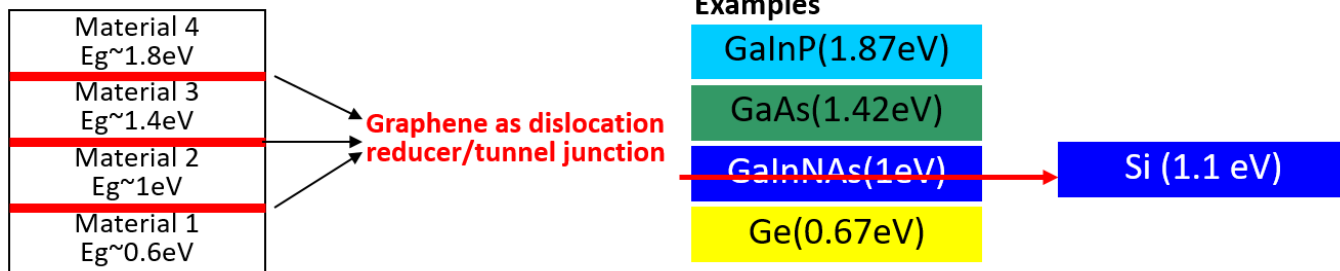 Material 4
Eg~1.8eV
Material 3
Eg~1.4eV
Material 2
Eg~1eV
Material 1
Eg~0.6eV
Graphene as dislocation
reducer/tunnel junction
Examples
GaInP(1.87eV)
GaAs(1.42eV)
GaInNAs(1eV)
Ge(0.67eV)
Si (1.1 eV)